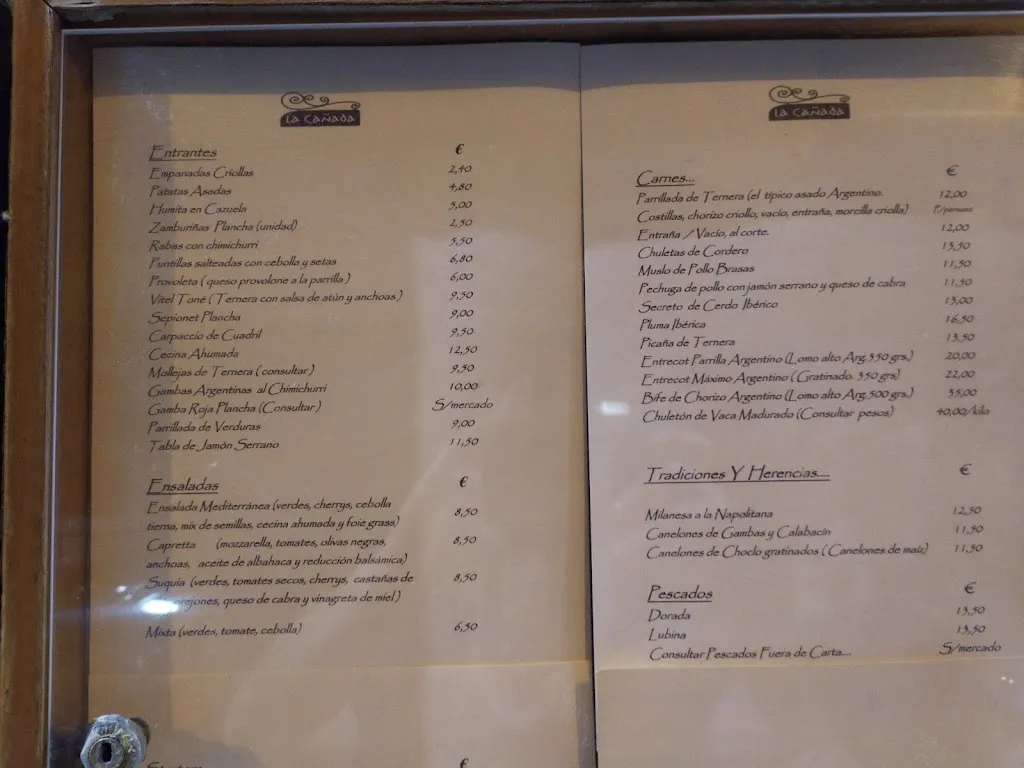 LA CAÑADA
Entrantes €
Empanadas Criollas 2,40
Patatas Asadas 4,80
Humita en Cazuela 5,00
Zamburiñas Plancha (unidad) 2,50
Rabas con chimichurri 5,50
Puntillas salteadas con cebolla y setas 6,80
Provoleta ( queso provolone a la parrilla ) 6,00
Vitel Toné ( Ternera con salsa de atún y anchoas ) 9,50
Sepionet Plancha 9,00
Carpaccio de Cuadril 9,50
Cecina Ahumada 12,50
Mollejas de Ternera ( consultar ) 9,50
Gambas Argentinas al Chimichurri 10,00
Gamba Roja Plancha (Consultar ) S/mercado
Parrillada de Verduras 9,00
Tabla de Jamón Serrano 11,50
Ensaladas €
Ensalada Mediterránea (verdes, cherrys, cebolla
tierna, mix de semillas, cecina ahumada y foie grass) 8,50
Capretta (mozzarella, tomates, olivas negras, 8,50
anchoas, aceite de albahaca y reducción balsámica)
Suquía (verdes, tomates secos, cherrys, castañas de 8,50
queso de cabra y vinagreta de miel )
Mixta (verdes, tomate, cebolla) 6,50
€
LA CAÑADA
Carnes... €
Parrillada de Ternera (el típico asado Argentino. 12,00
Costillas, chorizo criollo, vacío, entraña, morcilla criolla) P/persona
Entraña / Vacío, al corte. 12,00
Chuletas de Cordero 13,50
Muslo de Pollo Brasas 11,50
Pechuga de pollo con jamón serrano y queso de cabra 11,50
Secreto de Cerdo Ibérico 13,00
Pluma Ibérica 16,50
Picaña de Ternera 13,50
Entrecot Parrilla Argentino (Lomo alto Arg.350 grs.) 20,00
Entrecot Máximo Argentino ( Gratinado. 350 grs) 22,00
Bife de Chorizo Argentino (Lomo alto Arg.500 grs.) 35,00
Chuletón de Vaca Madurado (Consultar pesos) 40,00/kilo
Tradiciones Y Herencias.... €
Milanesa a la Napolitana 12,50
Canelones de Gambas y Calabacín 11,50
Canelones de Choclo gratinados ( Canelones de maíz) 11,50
Pescados €
Dorada 13,50
Lubina 13,50
Consultar Pescados Fuera de Carta.... S/mercado